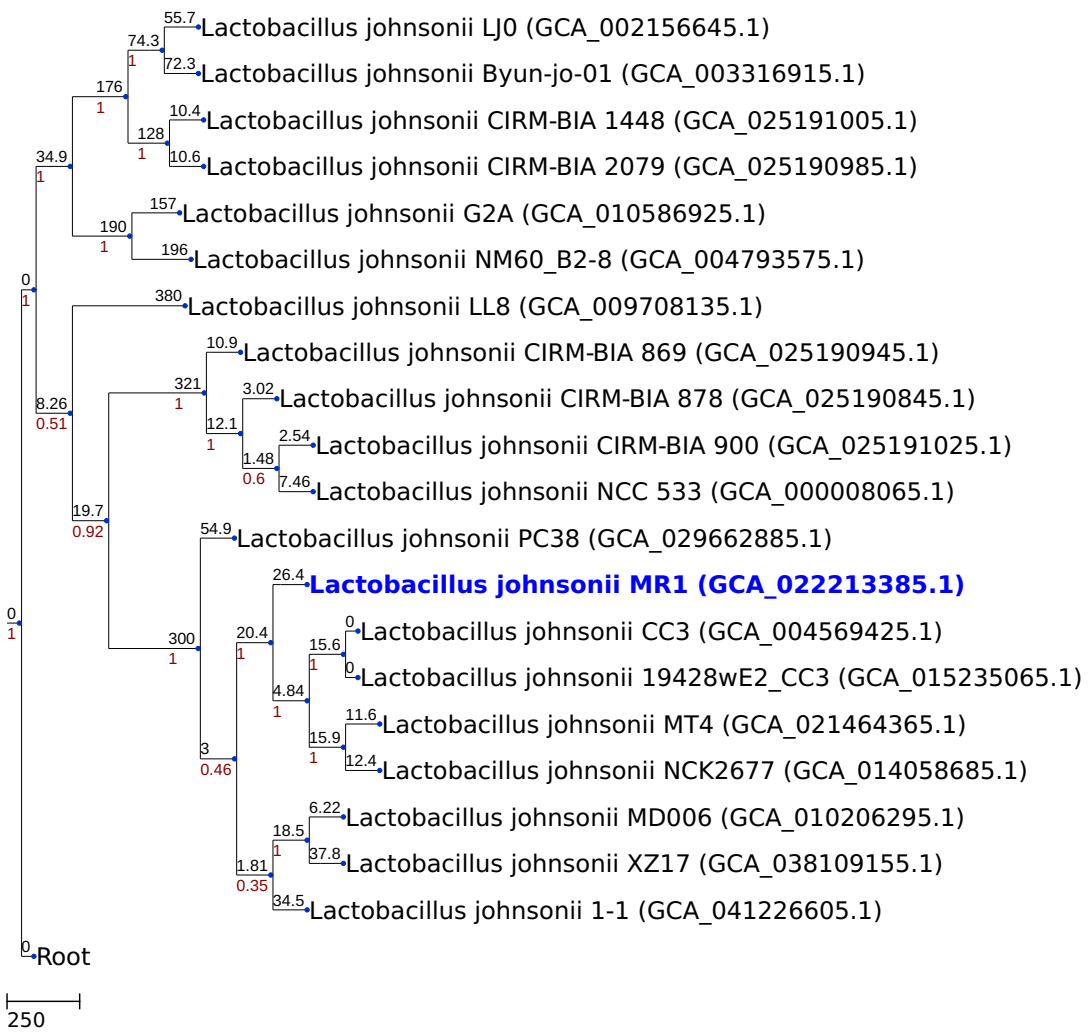 55.7
Lactobacillus johnsonii LJ0 (GCA_002156645.1)
74.3
1
72.3
Lactobacillus johnsonii Byun-jo-01 (GCA_003316915.1)
176
1
10.4
Lactobacillus johnsonii CIRM-BIA 1448 (GCA_025191005.1)
128
1
10.6
Lactobacillus johnsonii CIRM-BIA 2079 (GCA_025190985.1)
34.9
1
157
Lactobacillus johnsonii G2A (GCA_010586925.1)
190
1
196
Lactobacillus johnsonii NM60_B2-8 (GCA_004793575.1)
0
1
380
Lactobacillus johnsonii LL8 (GCA_009708135.1)
10.9
Lactobacillus johnsonii CIRM-BIA 869 (GCA_025190945.1)
321
1
3.02
Lactobacillus johnsonii CIRM-BIA 878 (GCA_025190845.1)
8.26
0.51
12.1
1
2.54
Lactobacillus johnsonii CIRM-BIA 900 (GCA_025191025.1)
1.48
0.6
7.46
Lactobacillus johnsonii NCC 533 (GCA_000008065.1)
19.7
0.92
54.9
Lactobacillus johnsonii PC38 (GCA_029662885.1)
26.4
Lactobacillus johnsonii MR1 (GCA_022213385.1)
0
1
0
Lactobacillus johnsonii CC3 (GCA_004569425.1)
300
1
20.4
1
15.6
1
0
Lactobacillus johnsonii 19428wE2_CC3 (GCA_015235065.1)
4.84
1
11.6
Lactobacillus johnsonii MT4 (GCA_021464365.1)
15.9
1
12.4
Lactobacillus johnsonii NCK2677 (GCA_014058685.1)
3
0.46
6.22
Lactobacillus johnsonii MD006 (GCA_010206295.1)
18.5
1
37.8
Lactobacillus johnsonii XZ17 (GCA_038109155.1)
1.81
0.35
34.5
Lactobacillus johnsonii 1-1 (GCA_041226605.1)
0
Root
250